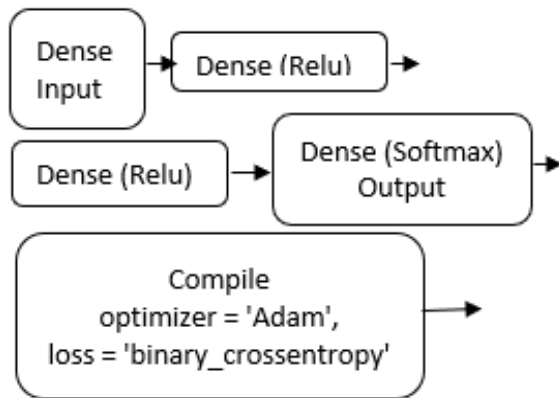 Dense
Input
Dense (Relu)
Dense (Relu)
Dense (Softmax)
Output
Compile
optimizer = 'Adam',
loss = 'binary_crossentropy'